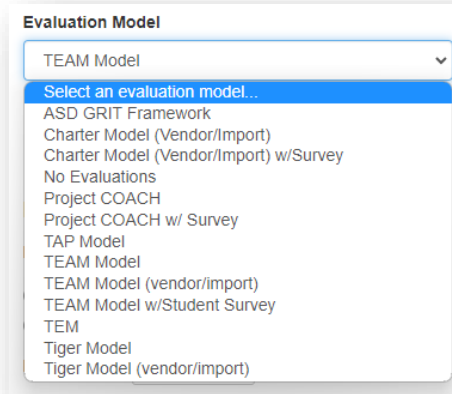 Evaluation Model
TEAM Model
Select an evaluation model...
ASD GRIT Framework
Charter Model (Vendor/Import)
Charter Model (Vendor/Import) w/Survey
No Evaluations
Project COACH
Project COACH w/ Survey
TAP Model
TEAM Model
TEAM Model (vendor/import)
TEAM Model w/Student Survey
TEM
Tiger Model
Tiger Model (vendor/import)